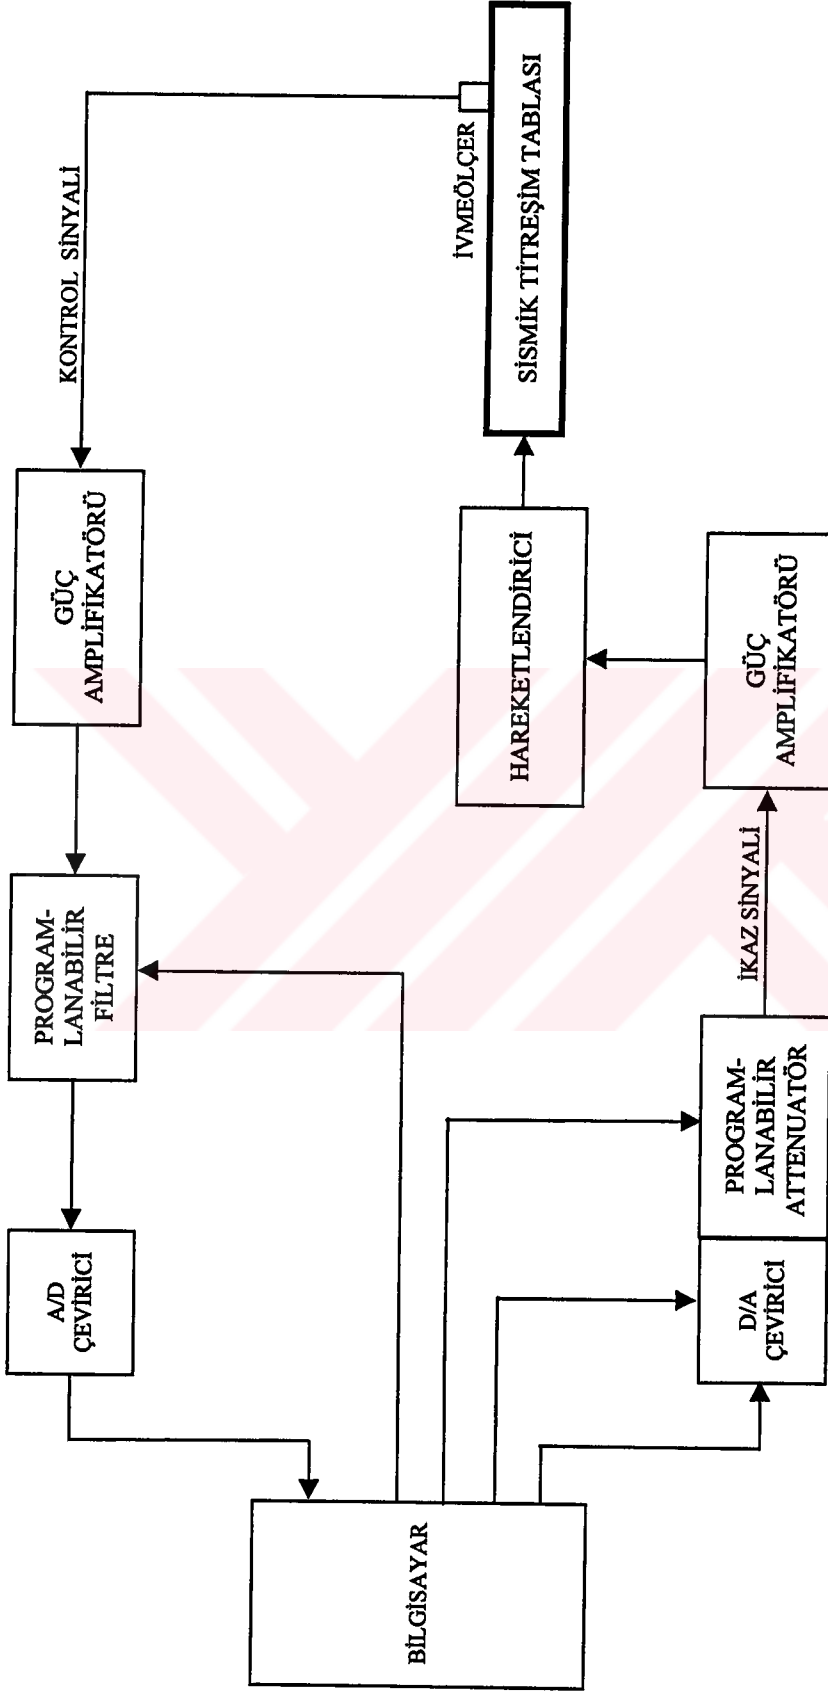 KONTROL SİNYALİ
GÜÇ
AMPLİFİKATÖRÜ
PROGRAM-
LANABİLİR
FİLTRE
A/D
ÇEVİRİCİ
BİLGİSAYAR
İVMEÖLÇER
SİSMİK TİTREŞİM TABLASI
HAREKETLENDİRİCİ
GÜÇ
AMPLİFİKATÖRÜ
İKAZ SİNYALİ
PROGRAM-
LANABİLİR
ATTENUATÖR
D/A
ÇEVİRİCİ